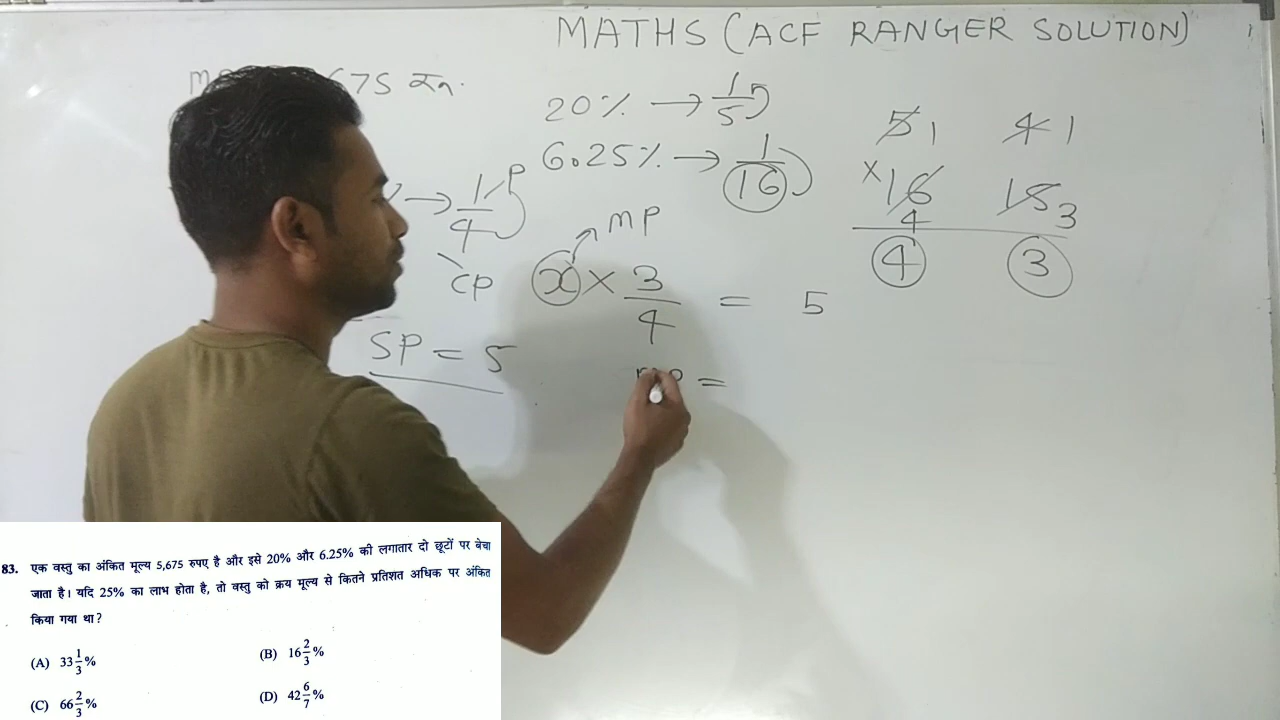 MATHS (ACF RANGER SOLUTION)
675 रु.
20% → 1/5
6.25% → 1/16
→ 1/4 P
CP
MP
x × 3/4 = 5
SP = 5
=
5 1 4 1
× 16 4 15 3
4 3
83. एक वस्तु का अंकित मूल्य 5,675 रुपए है और इसे 20% और 6.25% की लगातार दो छूटों पर बेचा
जाता है। यदि 25% का लाभ होता है, तो वस्तु को क्रय मूल्य से कितने प्रतिशत अधिक पर अंकित
किया गया था?
(A) 33 1/3 % (B) 16 2/3 %
(C) 66 2/3 % (D) 42 6/7 %